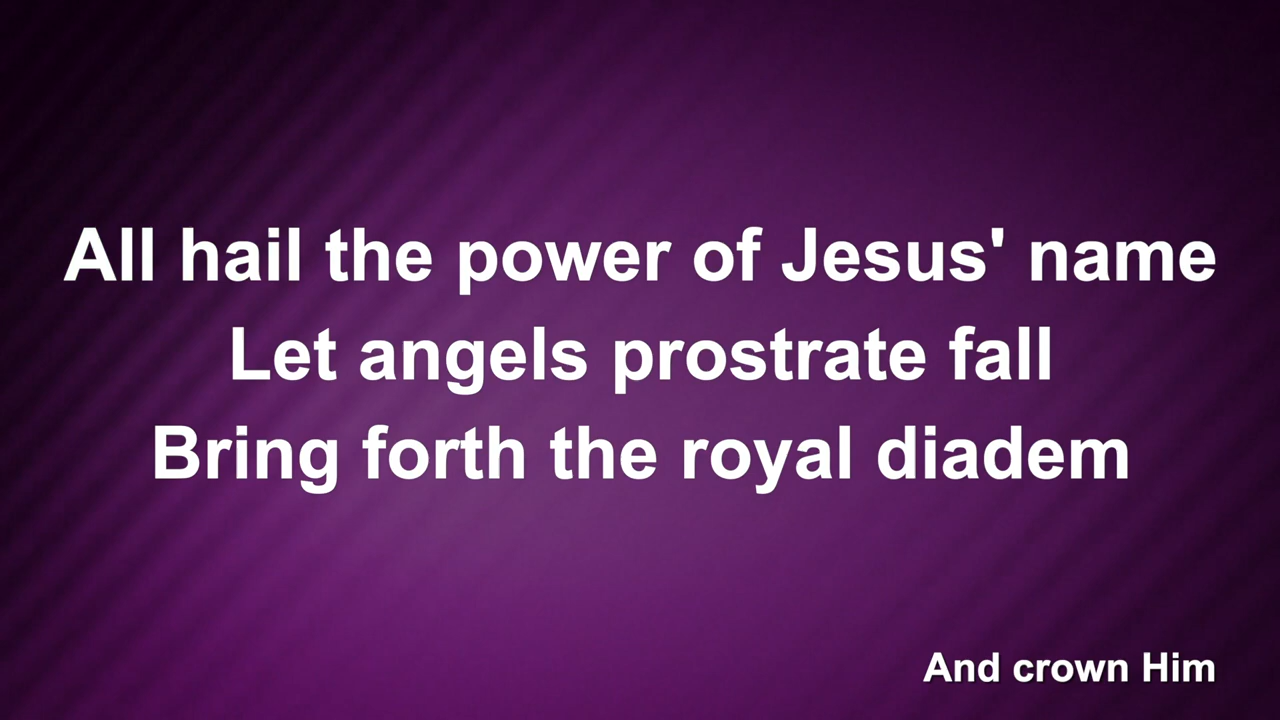 All hail the power of Jesus' name
Let angels prostrate fall
Bring forth the royal diadem
And crown Him